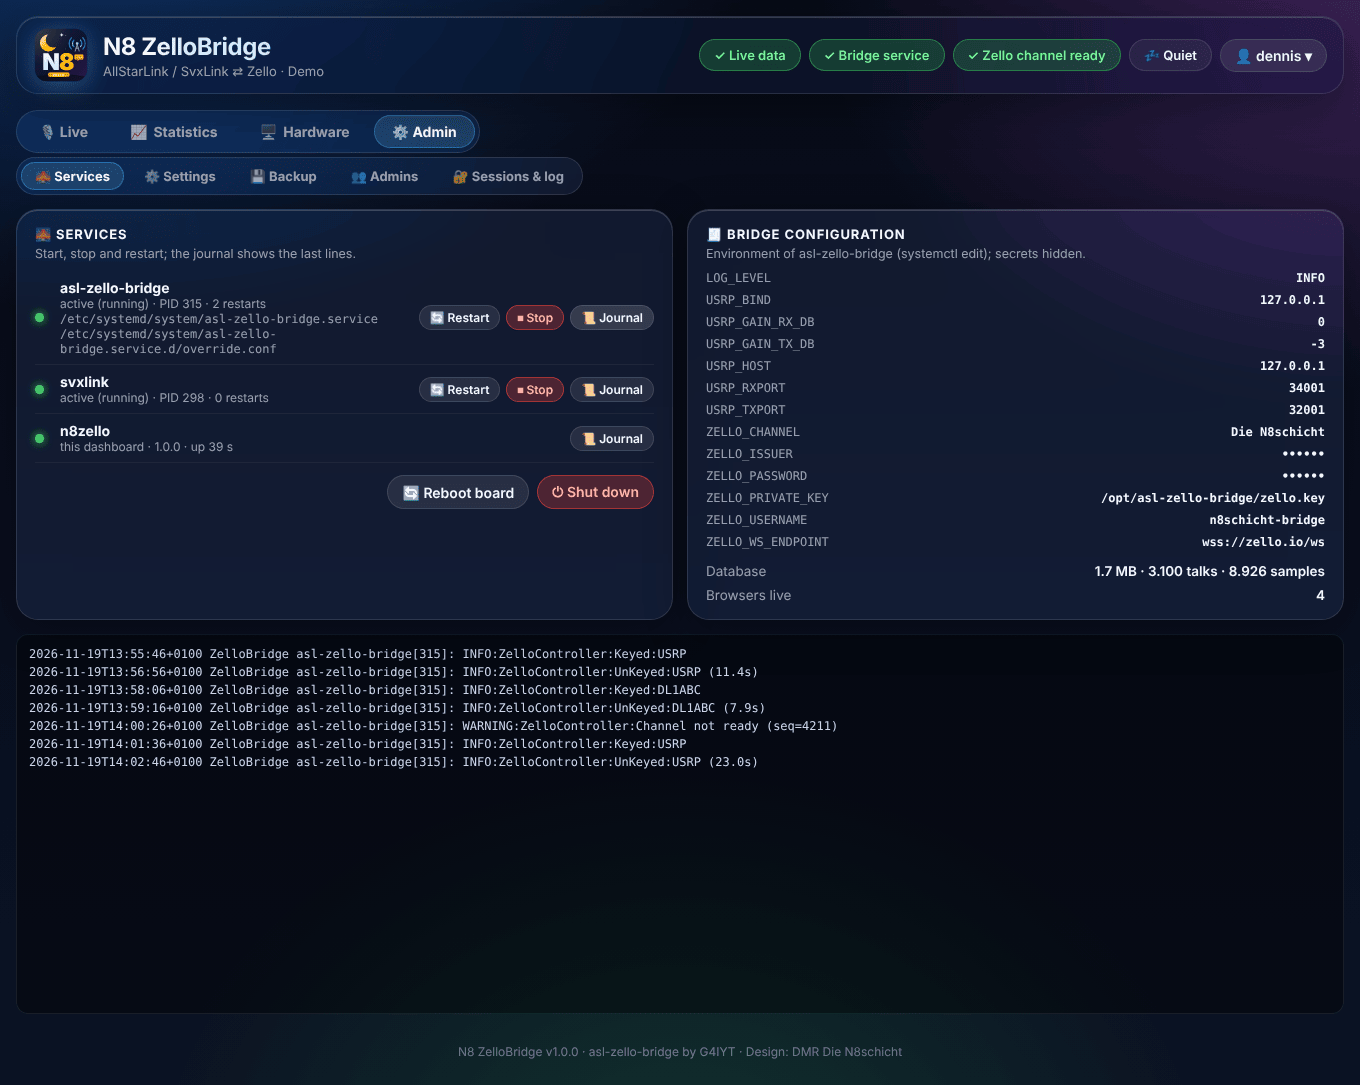 N8 ZelloBridge
AllStarLink / SvxLink ⇄ Zello · Demo
✓ Live data
✓ Bridge service
✓ Zello channel ready
💤 Quiet
👤 dennis ▾
🎙️ Live
📈 Statistics
🖥️ Hardware
⚙️ Admin
🌉 Services
⚙️ Settings
💾 Backup
👥 Admins
🔐 Sessions & log
🌉 SERVICES
Start, stop and restart; the journal shows the last lines.
asl-zello-bridge
active (running) · PID 315 · 2 restarts
/etc/systemd/system/asl-zello-bridge.service
/etc/systemd/system/asl-zello-
bridge.service.d/override.conf
🔄 Restart
⏹ Stop
📜 Journal
svxlink
active (running) · PID 298 · 0 restarts
🔄 Restart
⏹ Stop
📜 Journal
n8zello
this dashboard · 1.0.0 · up 39 s
📜 Journal
🔄 Reboot board
⏻ Shut down
🧾 BRIDGE CONFIGURATION
Environment of asl-zello-bridge (systemctl edit); secrets hidden.
LOG_LEVEL INFO
USRP_BIND 127.0.0.1
USRP_GAIN_RX_DB 0
USRP_GAIN_TX_DB -3
USRP_HOST 127.0.0.1
USRP_RXPORT 34001
USRP_TXPORT 32001
ZELLO_CHANNEL Die N8schicht
ZELLO_ISSUER ••••••
ZELLO_PASSWORD ••••••
ZELLO_PRIVATE_KEY /opt/asl-zello-bridge/zello.key
ZELLO_USERNAME n8schicht-bridge
ZELLO_WS_ENDPOINT wss://zello.io/ws
Database 1.7 MB · 3.100 talks · 8.926 samples
Browsers live 4
2026-11-19T13:55:46+0100 ZelloBridge asl-zello-bridge[315]: INFO:ZelloController:Keyed:USRP
2026-11-19T13:56:56+0100 ZelloBridge asl-zello-bridge[315]: INFO:ZelloController:UnKeyed:USRP (11.4s)
2026-11-19T13:58:06+0100 ZelloBridge asl-zello-bridge[315]: INFO:ZelloController:Keyed:DL1ABC
2026-11-19T13:59:16+0100 ZelloBridge asl-zello-bridge[315]: INFO:ZelloController:UnKeyed:DL1ABC (7.9s)
2026-11-19T14:00:26+0100 ZelloBridge asl-zello-bridge[315]: WARNING:ZelloController:Channel not ready (seq=4211)
2026-11-19T14:01:36+0100 ZelloBridge asl-zello-bridge[315]: INFO:ZelloController:Keyed:USRP
2026-11-19T14:02:46+0100 ZelloBridge asl-zello-bridge[315]: INFO:ZelloController:UnKeyed:USRP (23.0s)
N8 ZelloBridge v1.0.0 · asl-zello-bridge by G4IYT · Design: DMR Die N8schicht